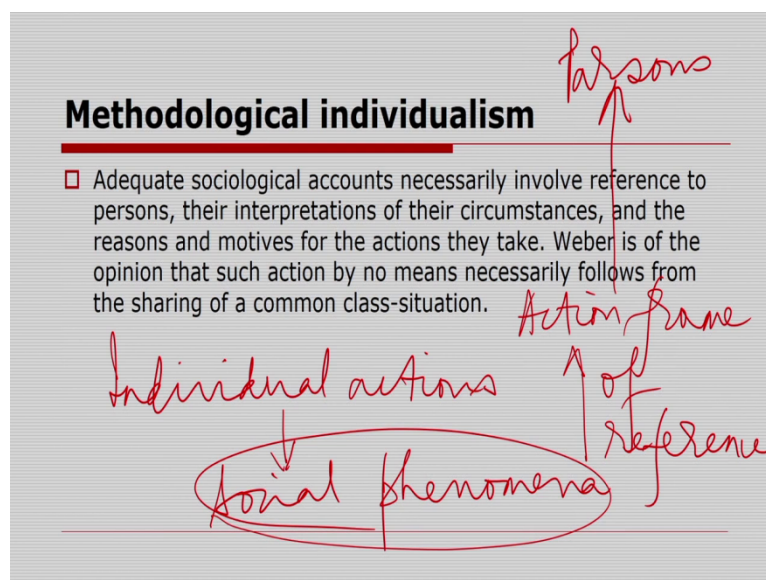 Parsons
Methodological individualism
Adequate sociological accounts necessarily involve reference to
persons, their interpretations of their circumstances, and the
reasons and motives for the actions they take. Weber is of the
opinion that such action by no means necessarily follows from
the sharing of a common class-situation.
Action frame
of
reference
Individual actions
Social phenomena